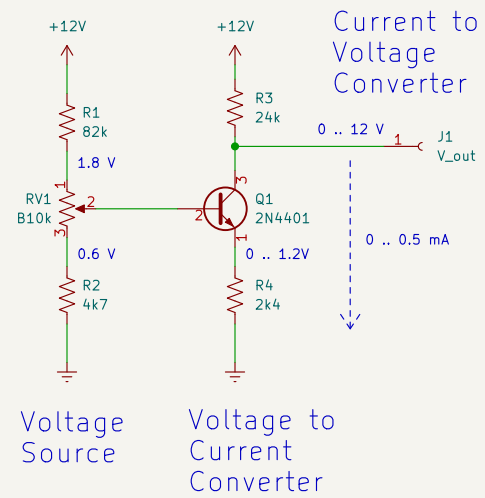 Current to
Voltage
Converter
+12V
+12V
R1
82k
R3
24k
0 .. 12 V
1
J1
V_out
1.8 V
1
RV1
B10k
2
3
3
2
Q1
2N4401
1
0 .. 0.5 mA
0.6 V
0 .. 1.2V
R2
4k7
R4
2k4
Voltage
Source
Voltage to
Current
Converter